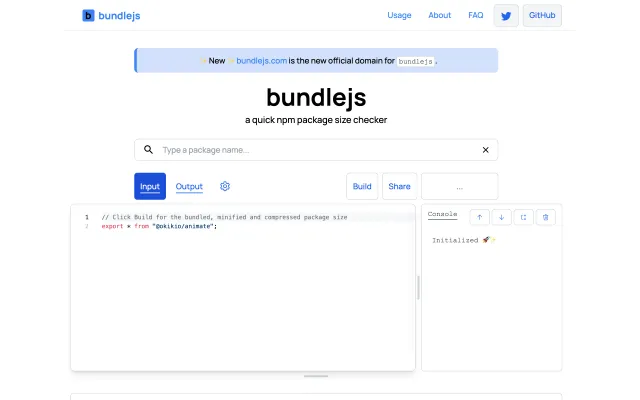 b bundlejs
Usage
About
FAQ
GitHub
✨New ✨bundlejs.com is the new official domain for bundlejs.
bundlejs
a quick npm package size checker
Type a package name...
Input
Output
Build
Share
...
1 // Click Build for the bundled, minified and compressed package size
2 export * from "@okikio/animate";
Console
Initialized 🚀✨